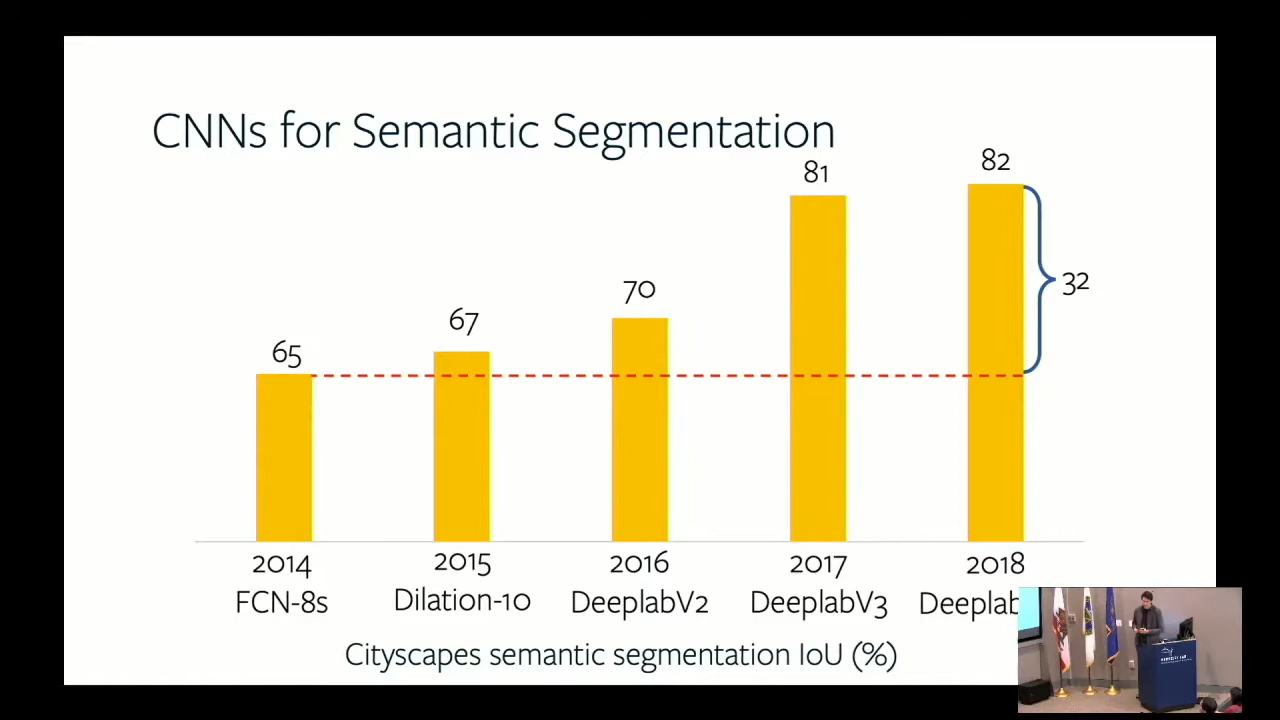 CNNs for Semantic Segmentation
65
67
70
81
82
32
2014
FCN-8s
2015
Dilation-10
2016
DeeplabV2
2017
DeeplabV3
2018
Cityscapes semantic segmentation IoU (%)